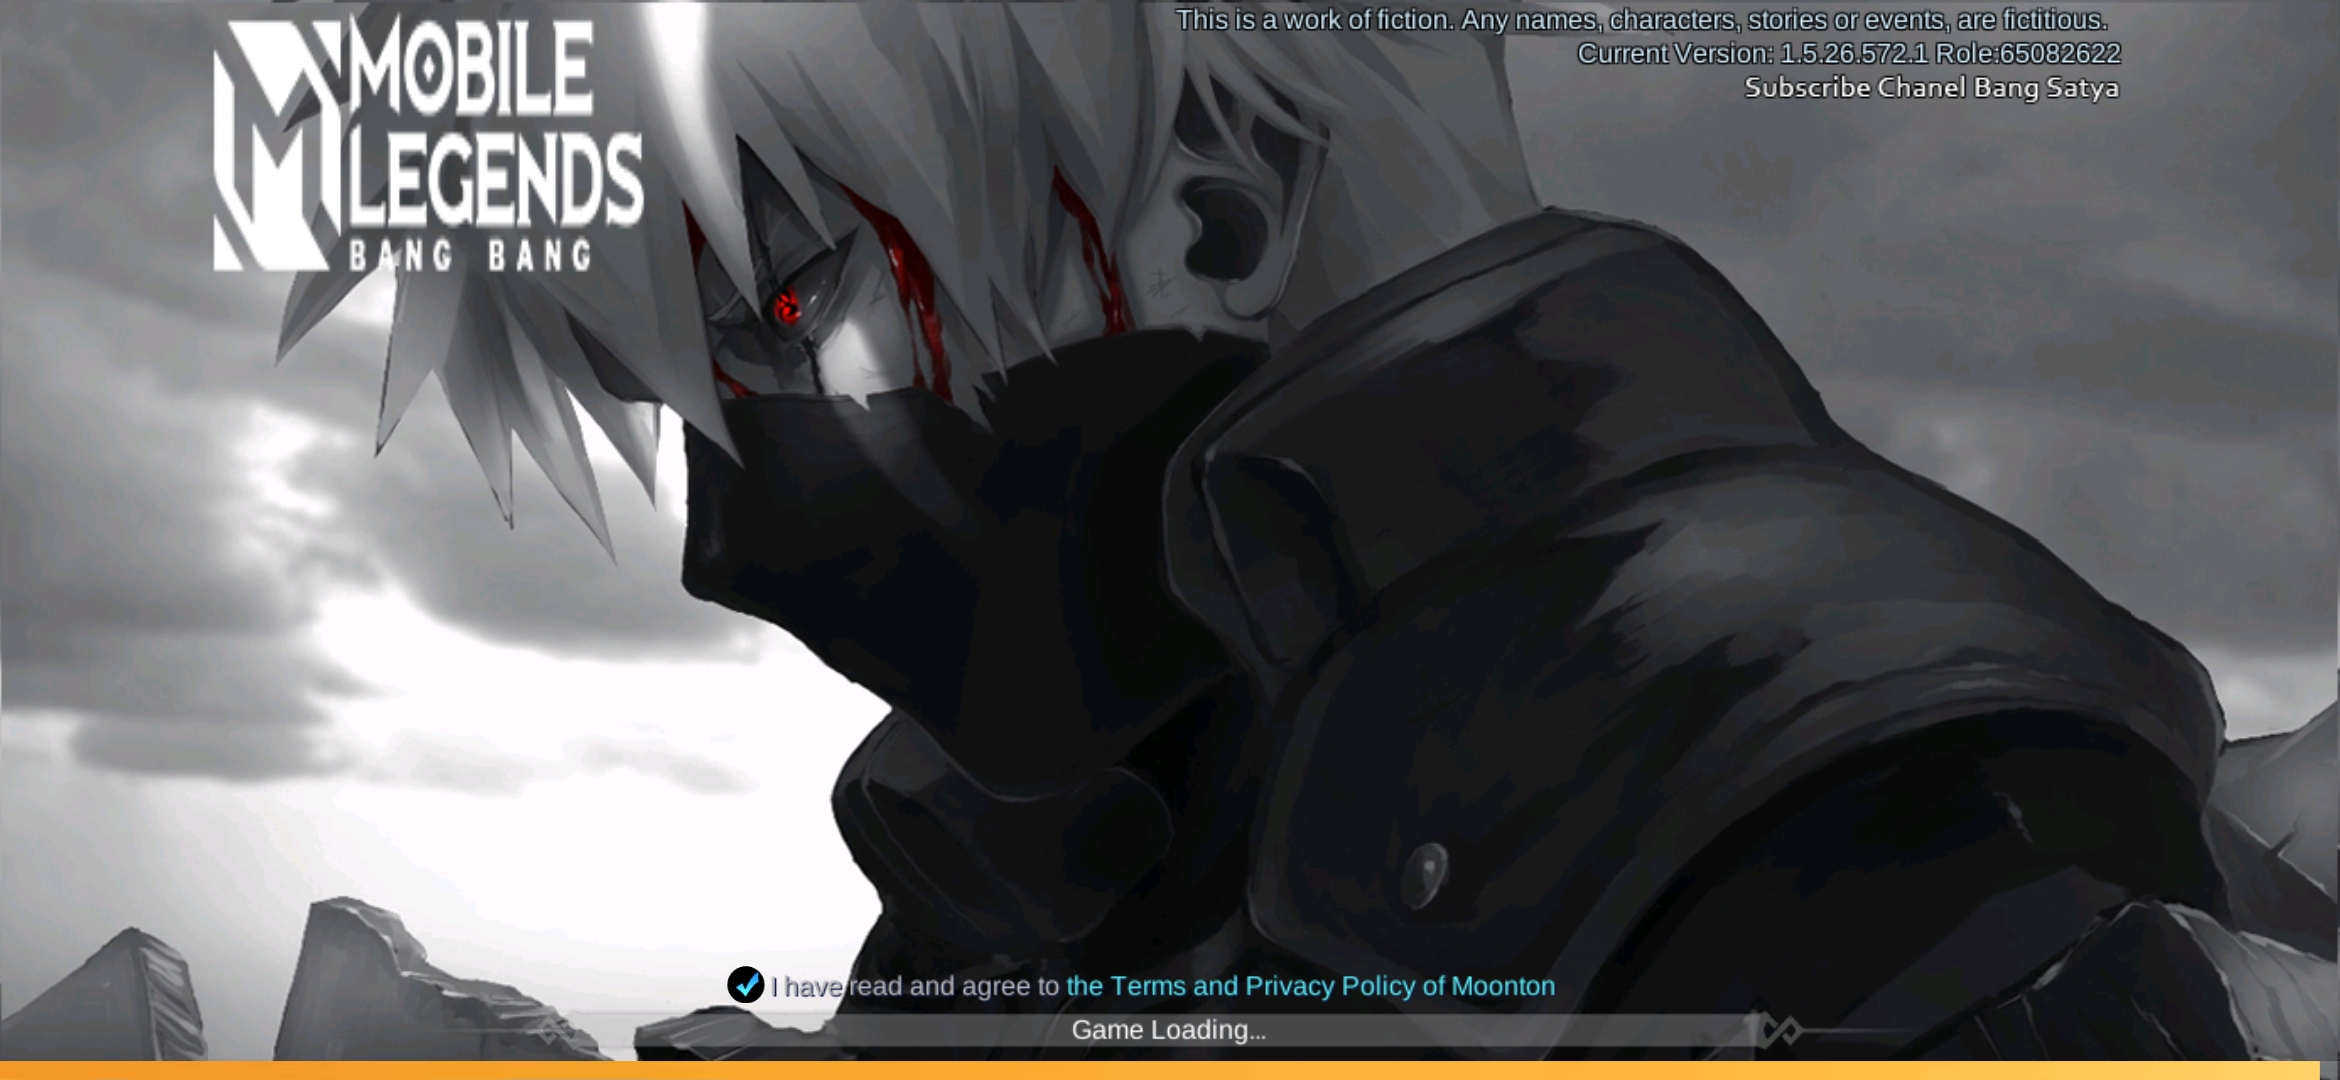 This is a work of fiction. Any names, characters, stories or events, are fictitious.
Current Version: 1.5.26.572.1 Role:65082622
Subscribe Chanel Bang Satya
MOBILE
LEGENDS
BANG BANG
I have read and agree to the Terms and Privacy Policy of Moonton
Game Loading...